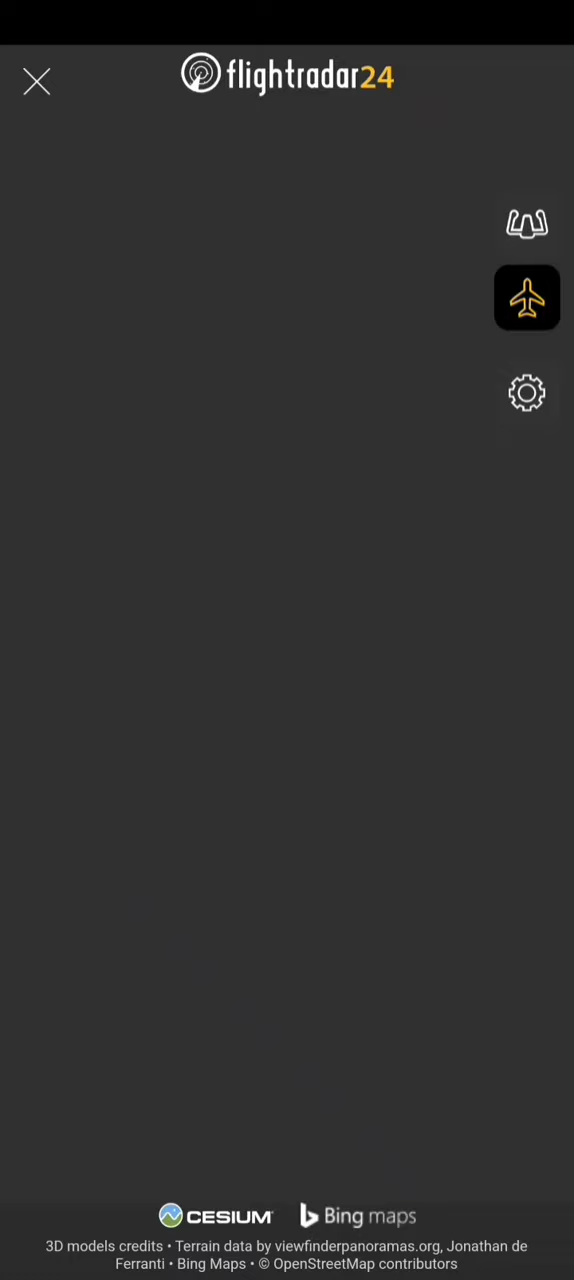 flightradar24
CESIUM
Bing maps
3D models credits • Terrain data by viewfinderpanoramas.org, Jonathan de
Ferranti • Bing Maps • © OpenStreetMap contributors